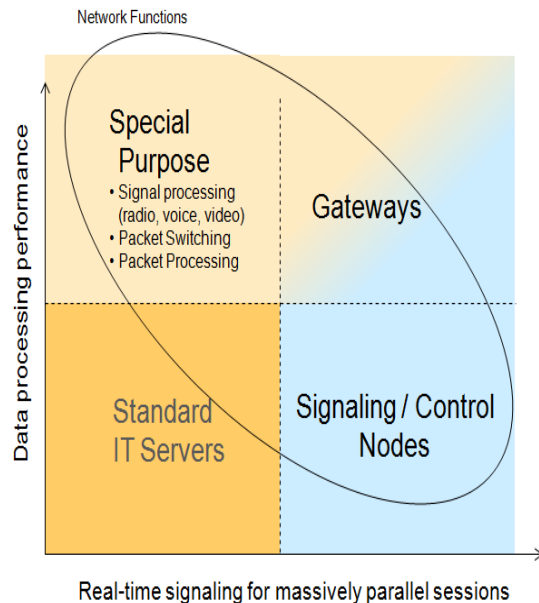 Network Functions
Special
Purpose
• Signal processing
(radio, voice, video)
• Packet Switching
• Packet Processing
Gateways
Data processing performance
Standard
IT Servers
Signaling / Control
Nodes
Real-time signaling for massively parallel sessions